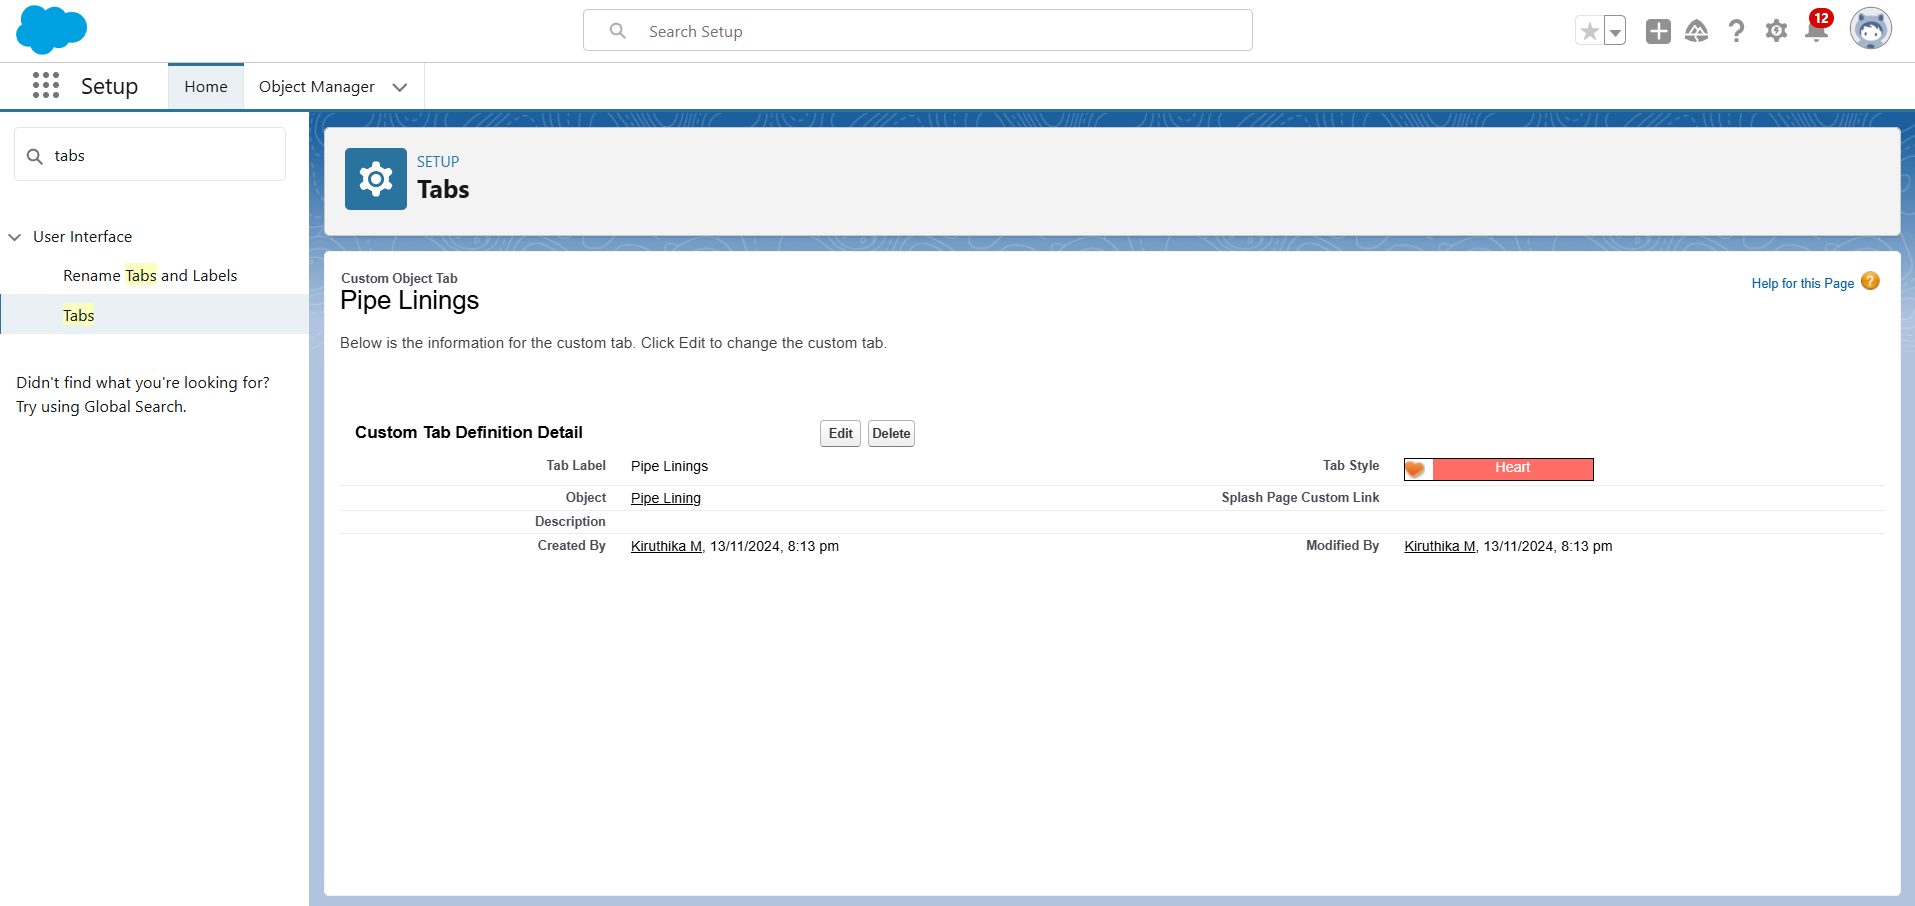 Search Setup
12
Setup
Home
Object Manager
tabs
User Interface
Rename Tabs and Labels
Tabs
Didn't find what you're looking for?
Try using Global Search.
SETUP
Tabs
Custom Object Tab
Pipe Linings
Help for this Page
Below is the information for the custom tab. Click Edit to change the custom tab.
Custom Tab Definition Detail
Edit
Delete
Tab Label
Pipe Linings
Tab Style
Heart
Object
Pipe Lining
Splash Page Custom Link
Description
Created By
Kiruthika M, 13/11/2024, 8:13 pm
Modified By
Kiruthika M, 13/11/2024, 8:13 pm